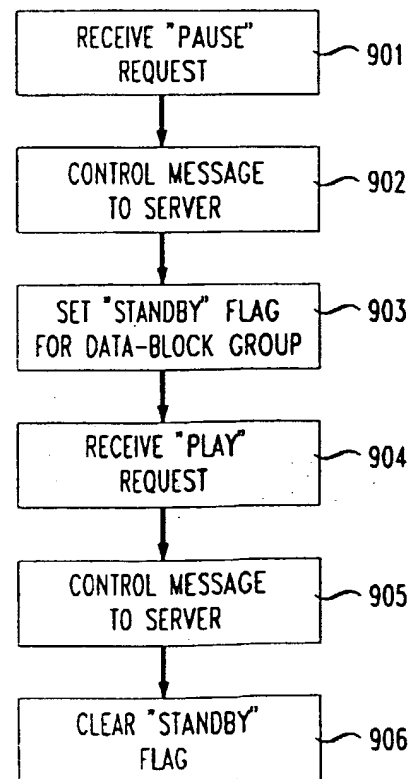 RECEIVE "PAUSE"
REQUEST
901
CONTROL MESSAGE
TO SERVER
902
SET "STANDBY" FLAG
FOR DATA-BLOCK GROUP
903
RECEIVE "PLAY"
REQUEST
904
CONTROL MESSAGE
TO SERVER
905
CLEAR "STANDBY"
FLAG
906